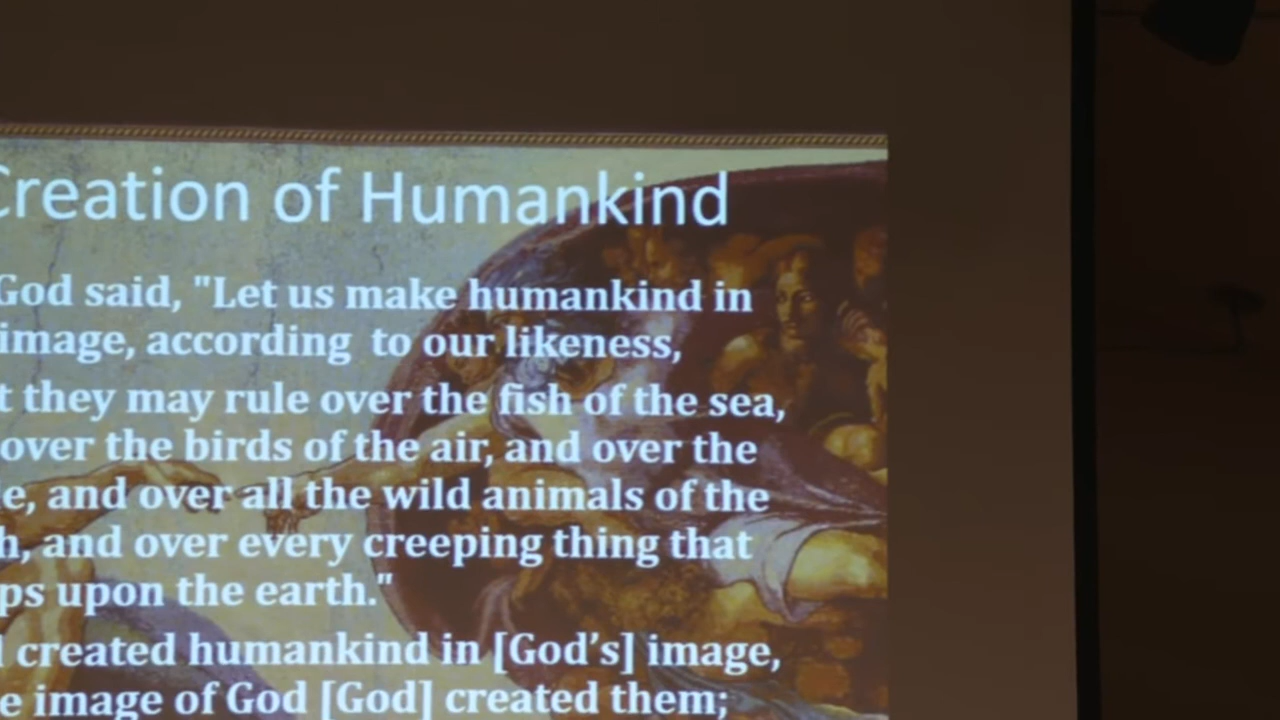 Creation of Humankind
God said, "Let us make humankind in
image, according to our likeness,
they may rule over the fish of the sea,
over the birds of the air, and over the
and over all the wild animals of the
and over every creeping thing that
upon the earth."
created humankind in [God's] image,
image of God [God] created them;